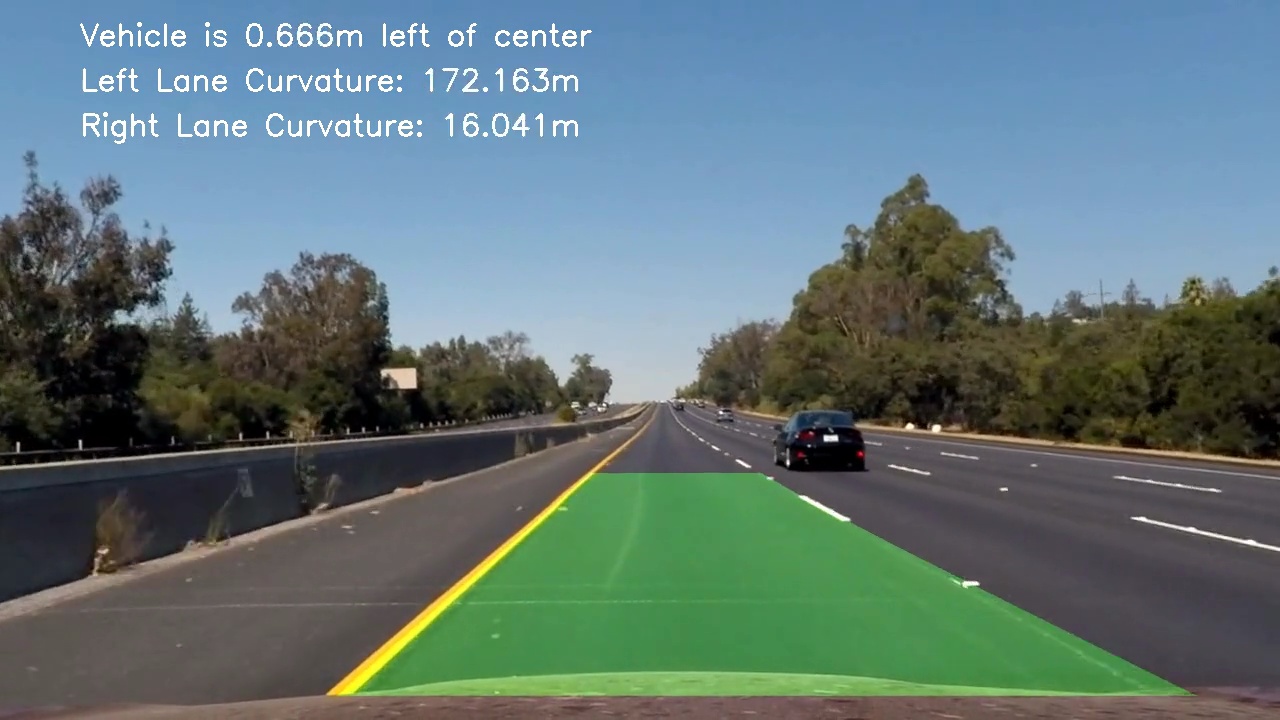 Vehicle is 0.666m left of center
Left Lane Curvature: 172.163m
Right Lane Curvature: 16.041m